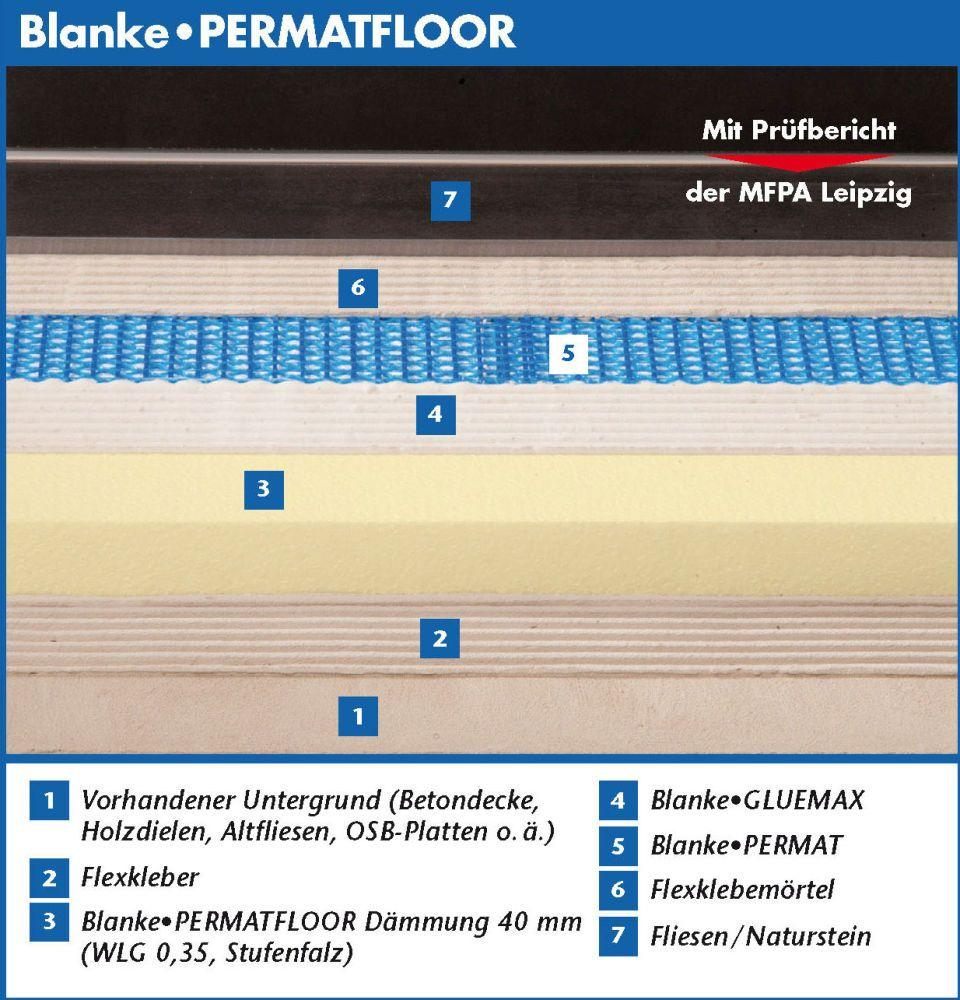 Blanke•PERMATFLOOR
Mit Prüfbericht
der MFPA Leipzig
7
6
5
4
3
2
1
1 Vorhandener Untergrund (Betondecke,
Holzdielen, Altfliesen, OSB-Platten o. ä.)
2 Flexkleber
3 Blanke•PERMATFLOOR Dämmung 40 mm
(WLG 0,35, Stufenfalz)
4 Blanke•GLUEMAX
5 Blanke•PERMAT
6 Flexklebemörtel
7 Fliesen/Naturstein